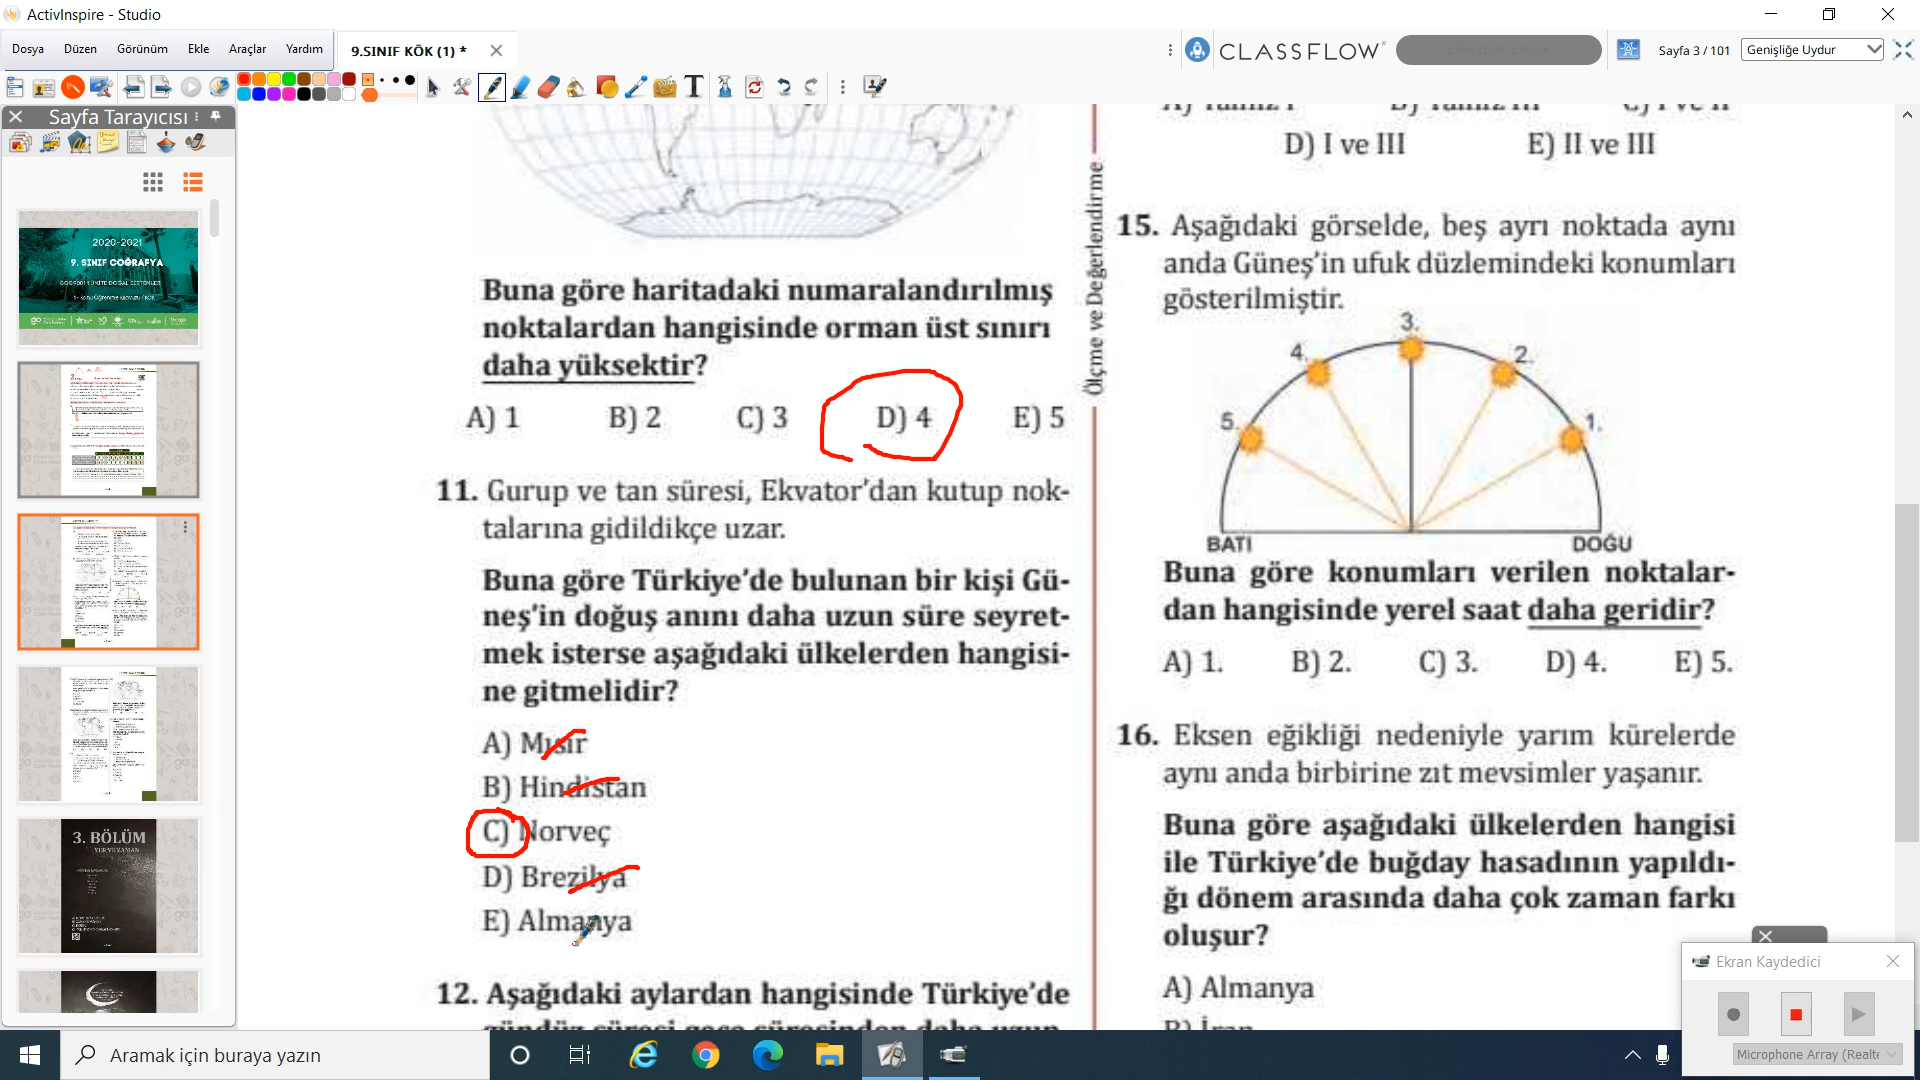 ActivInspire - Studio
Dosya Düzen Görünüm Ekle Araçlar Yardım
9.SINIF KÖK (1) *
CLASSFLOW
Sayfa 3 / 101
Genişliğe Uydur
Sayfa Tarayıcısı
2020-2021
9. SINIF COĞRAFYA
3. BÖLÜM
Buna göre haritadaki numaralandırılmış
noktalardan hangisinde orman üst sınırı
daha yüksektir?
A) 1 B) 2 C) 3 D) 4 E) 5
11. Gurup ve tan süresi, Ekvator'dan kutup nok-
talarına gidildikçe uzar.
Buna göre Türkiye'de bulunan bir kişi Gü-
neş'in doğuş anını daha uzun süre seyret-
mek isterse aşağıdaki ülkelerden hangisi-
ne gitmelidir?
A) Mısır
B) Hindistan
C) Norveç
D) Brezilya
E) Almanya
12. Aşağıdaki aylardan hangisinde Türkiye'de
Ölçme ve Değerlendirme
D) I ve III E) II ve III
15. Aşağıdaki görselde, beş ayrı noktada aynı
anda Güneş'in ufuk düzlemindeki konumları
gösterilmiştir.
3.
4. 2.
5. 1.
BATI DOĞU
Buna göre konumları verilen noktalar-
dan hangisinde yerel saat daha geridir?
A) 1. B) 2. C) 3. D) 4. E) 5.
16. Eksen eğikliği nedeniyle yarım kürelerde
aynı anda birbirine zıt mevsimler yaşanır.
Buna göre aşağıdaki ülkelerden hangisi
ile Türkiye'de buğday hasadının yapıldı-
ğı dönem arasında daha çok zaman farkı
oluşur?
A) Almanya
B) İran
Ekran Kaydedici
Microphone Array (Realte
Aramak için buraya yazın